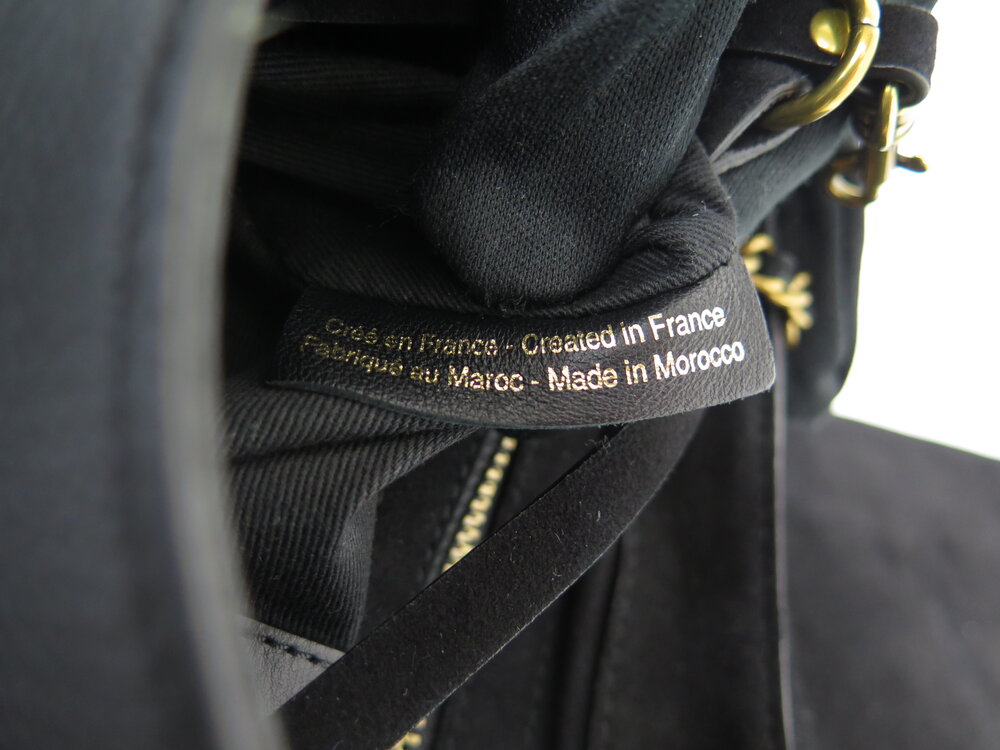 Créé en France - Created in France
Fabriqué au Maroc - Made in Morocco